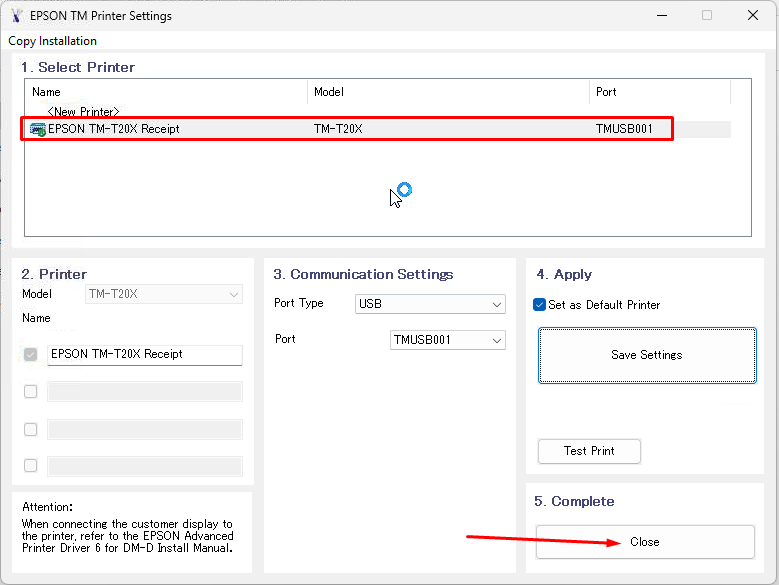 EPSON TM Printer Settings
Copy Installation
1. Select Printer
Name Model Port
<New Printer>
EPSON TM-T20X Receipt TM-T20X TMUSB001
2. Printer
Model TM-T20X
Name
EPSON TM-T20X Receipt
Attention:
When connecting the customer display to
the printer, refer to the EPSON Advanced
Printer Driver 6 for DM-D Install Manual.
3. Communication Settings
Port Type USB
Port TMUSB001
4. Apply
Set as Default Printer
Save Settings
Test Print
5. Complete
Close